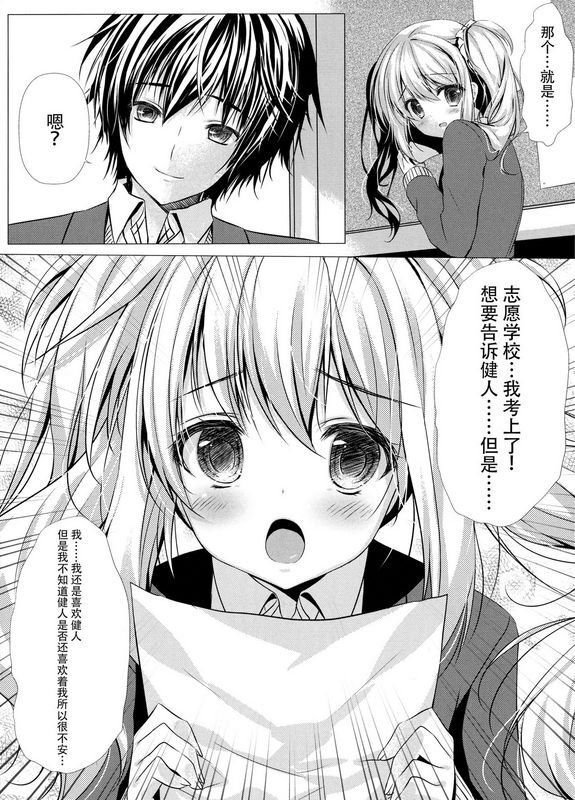 那个…就是……
嗯？
志愿学校…我考上了！
想要告诉健人……但是……
我……我还是喜欢健人
但是我不知道健人是否还喜欢着我所以很不安…